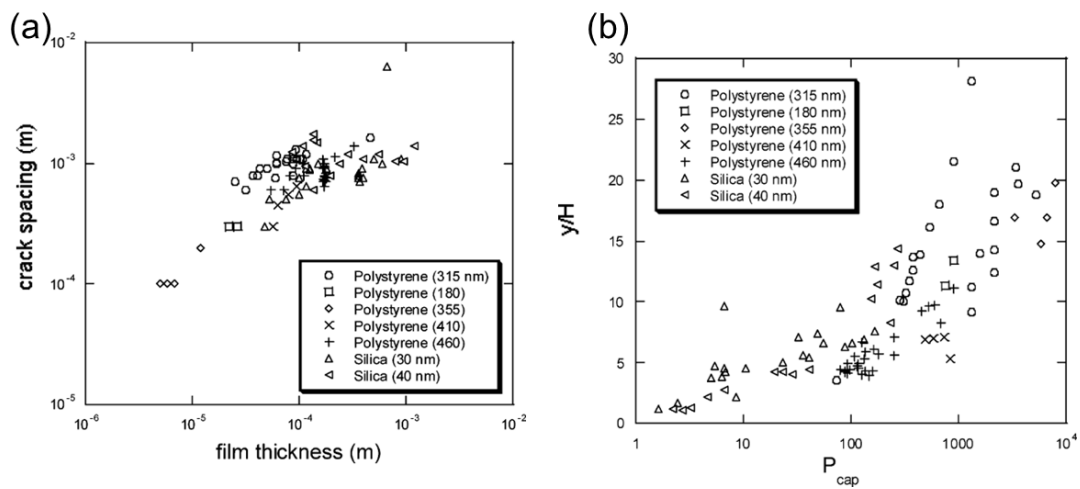 (a)
10⁻²
10⁻³
10⁻⁴
10⁻⁵
crack spacing (m)
Polystyrene (315 nm)
Polystyrene (180)
Polystyrene (355)
Polystyrene (410)
Polystyrene (460)
Silica (30 nm)
Silica (40 nm)
10⁻⁶ 10⁻⁵ 10⁻⁴ 10⁻³ 10⁻²
film thickness (m)
(b)
30
25
20
15
10
5
0
y/H
Polystyrene (315 nm)
Polystyrene (180 nm)
Polystyrene (355 nm)
Polystyrene (410 nm)
Polystyrene (460 nm)
Silica (30 nm)
Silica (40 nm)
1 10 100 1000 10⁴
P_cap